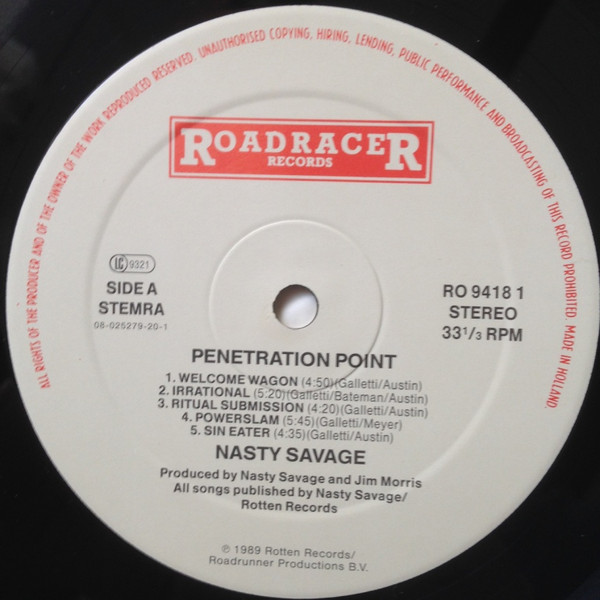 ALL RIGHTS OF THE PRODUCER AND OF THE OWNER OF THE WORK REPRODUCED RESERVED. UNAUTHORISED COPYING, HIRING, LENDING, PUBLIC PERFORMANCE AND BROADCASTING OF THIS RECORD PROHIBITED. MADE IN HOLLAND.
ROADRACER
RECORDS
LC 9321
SIDE A
STEMRA
08-025279-20-1
RO 9418 1
STEREO
33 1/3 RPM
PENETRATION POINT
1. WELCOME WAGON (4:50)(Galletti/Austin)
2. IRRATIONAL (5:20)(Galletti/Bateman/Austin)
3. RITUAL SUBMISSION (4:20)(Galletti/Austin)
4. POWERSLAM (5:45)(Galletti/Meyer)
5. SIN EATER (4:35)(Galletti/Austin)
NASTY SAVAGE
Produced by Nasty Savage and Jim Morris
All songs published by Nasty Savage/
Rotten Records
℗ 1989 Rotten Records/
Roadrunner Productions B.V.